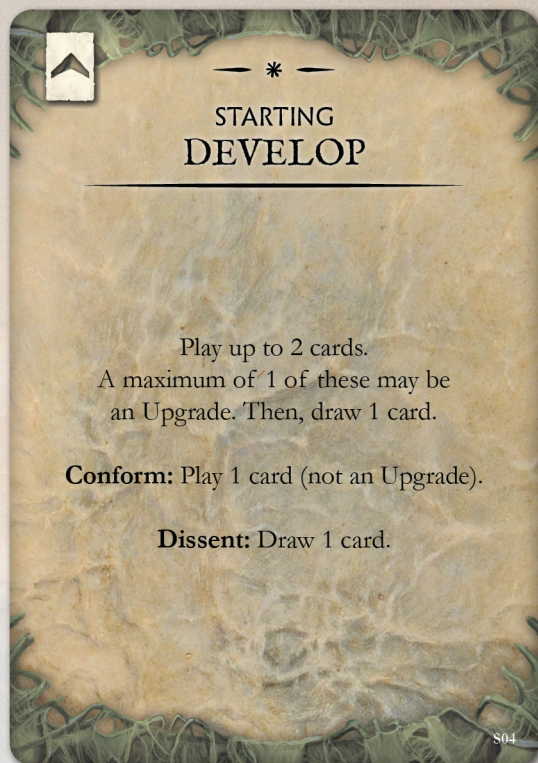 STARTING
DEVELOP
Play up to 2 cards.
A maximum of 1 of these may be
an Upgrade. Then, draw 1 card.
Conform: Play 1 card (not an Upgrade).
Dissent: Draw 1 card.
S04